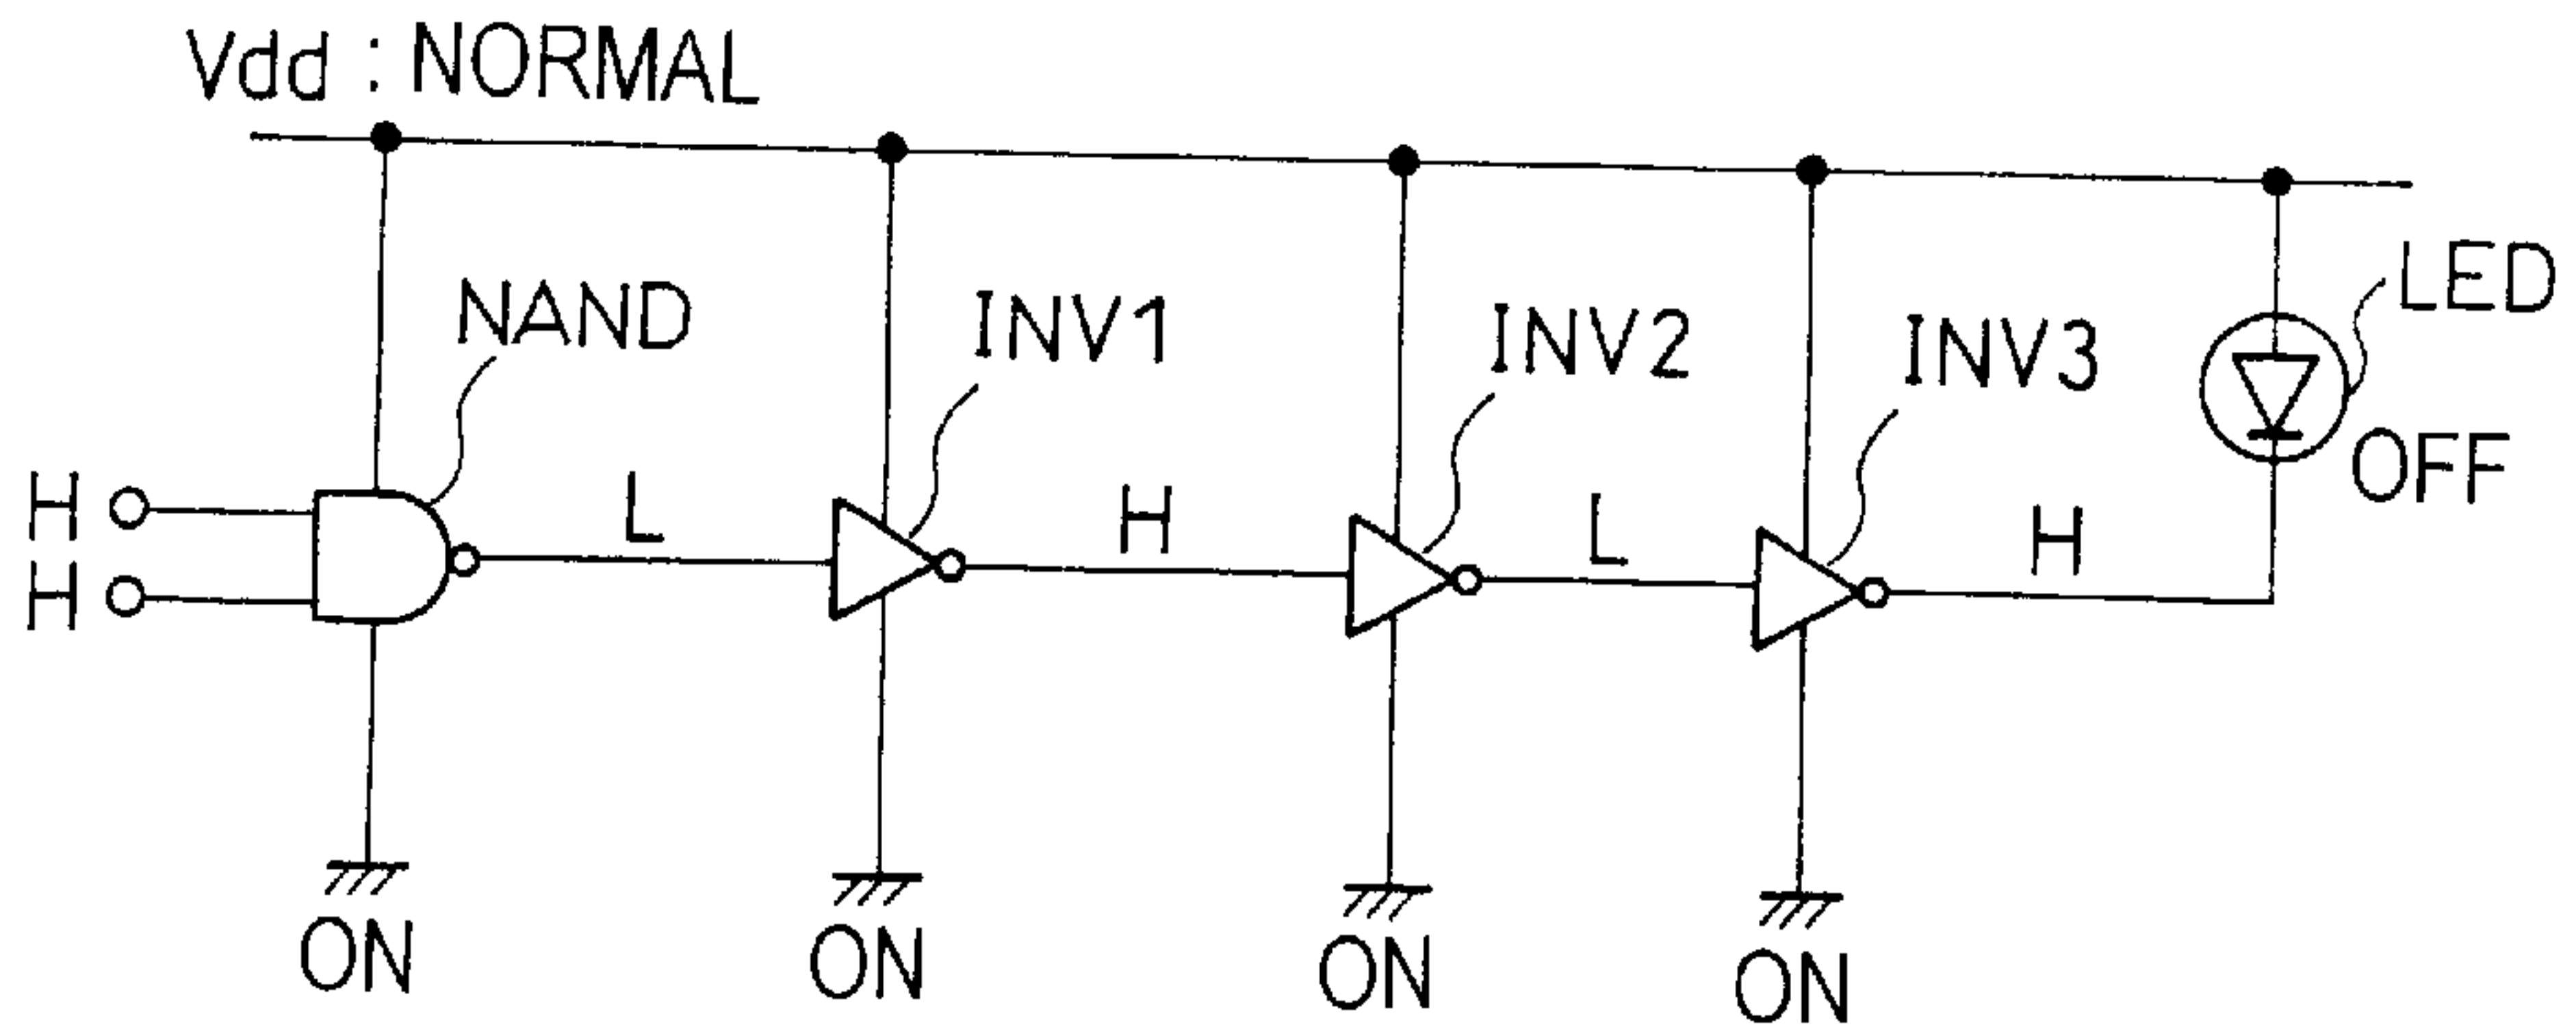 Vdd : NORMAL
LED
NAND
INV1
INV2
INV3
OFF
H
L
H
L
H
H
ON
ON
ON
ON